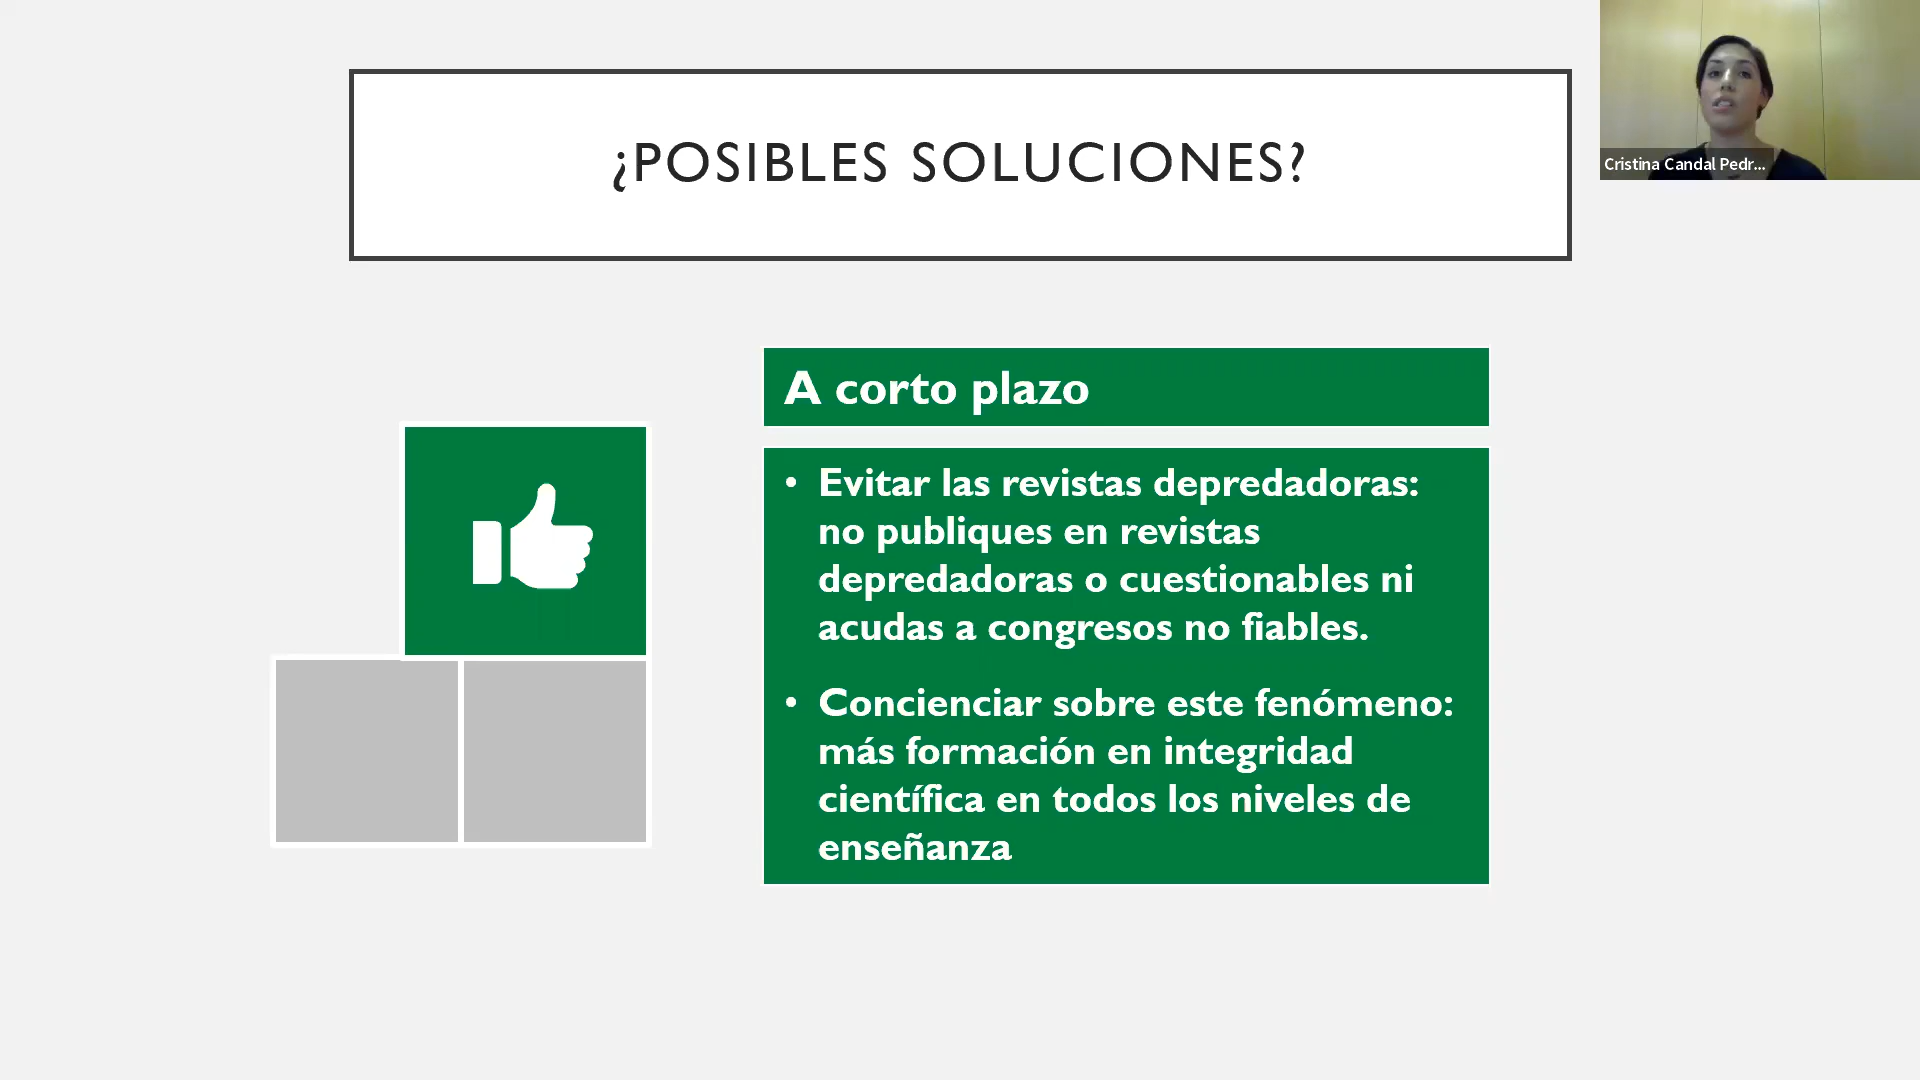 ¿POSIBLES SOLUCIONES?
Cristina Candal Pedr...
A corto plazo
• Evitar las revistas depredadoras:
no publiques en revistas
depredadoras o cuestionables ni
acudas a congresos no fiables.
• Concienciar sobre este fenómeno:
más formación en integridad
científica en todos los niveles de
enseñanza